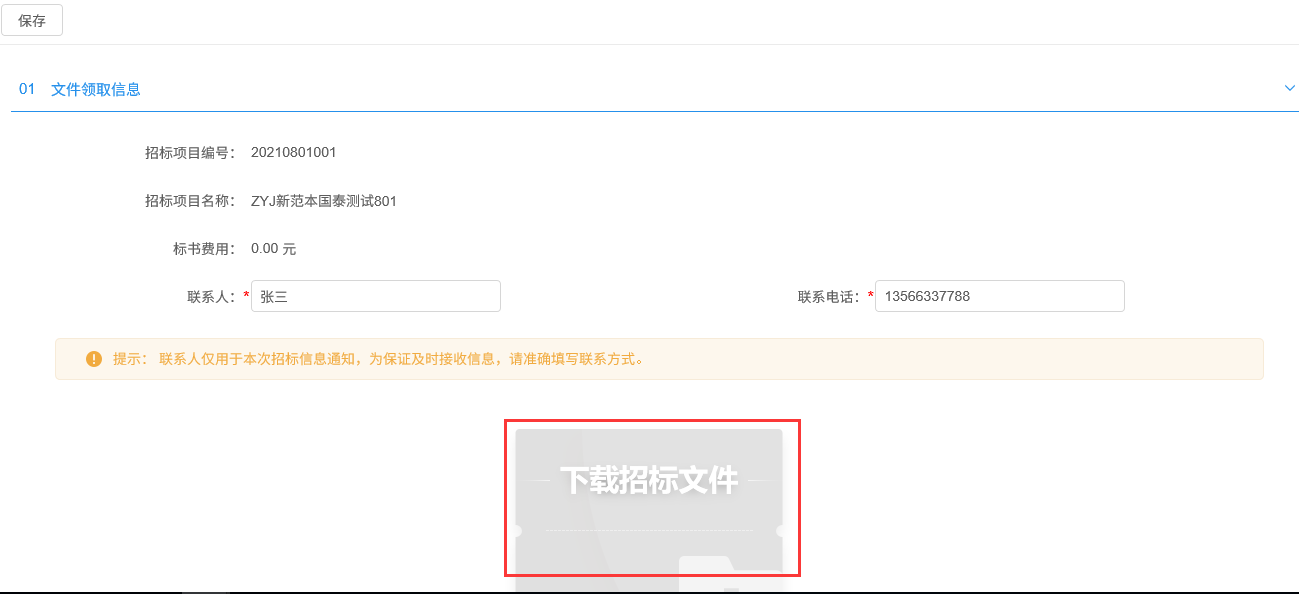 保存
01 文件领取信息
招标项目编号： 20210801001
招标项目名称： ZYJ新范本国泰测试801
标书费用： 0.00 元
联系人：* 张三 联系电话：* 13566337788
! 提示： 联系人仅用于本次招标信息通知，为保证及时接收信息，请准确填写联系方式。
下载招标文件